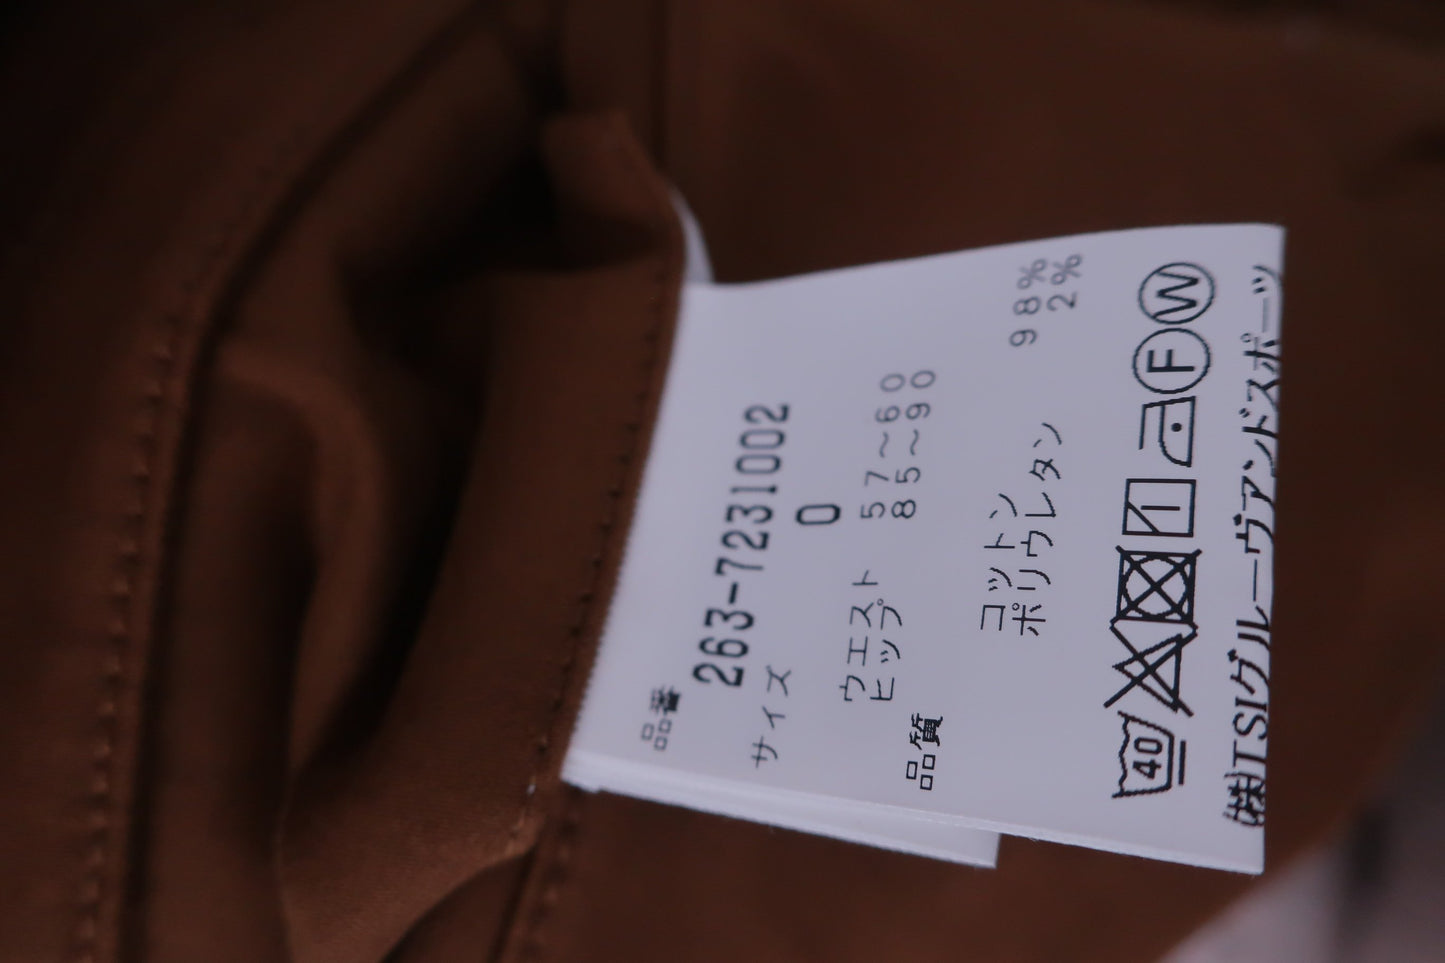 品番
263-7231002
サイズ 0
ウエスト 57～60
ヒップ 85～90
品質
コットン 98%
ポリウレタン 2%
40 F W
㈱TSIグルーヴアンドスポーツ